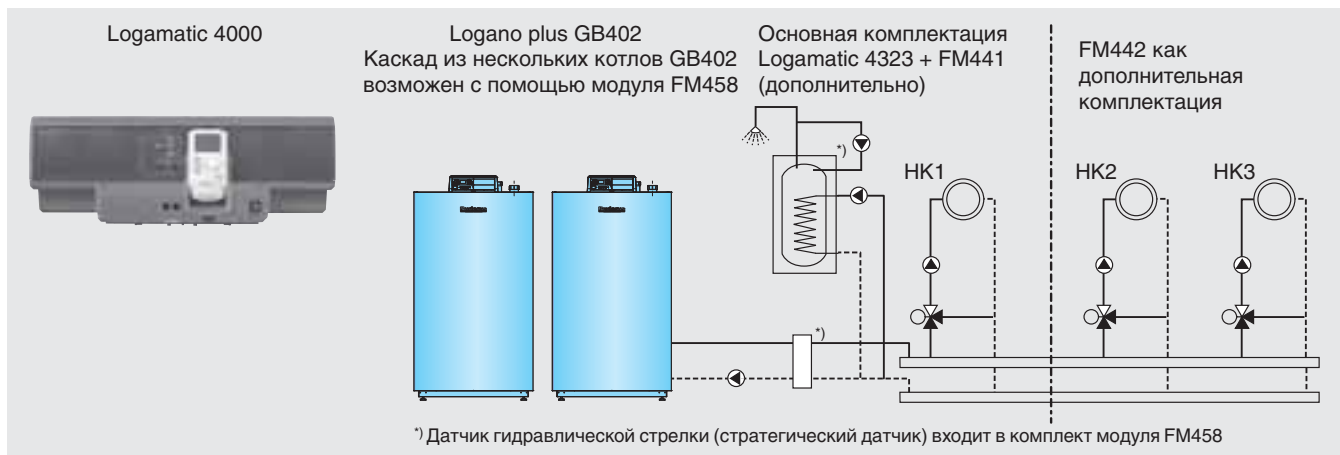 Logamatic 4000
Logano plus GB402
Каскад из нескольких котлов GB402
возможен с помощью модуля FM458
Основная комплектация
Logamatic 4323 + FM441
(дополнительно)
FM442 как
дополнительная
комплектация
*)
HK1
HK2
HK3
*)
*) Датчик гидравлической стрелки (стратегический датчик) входит в комплект модуля FM458